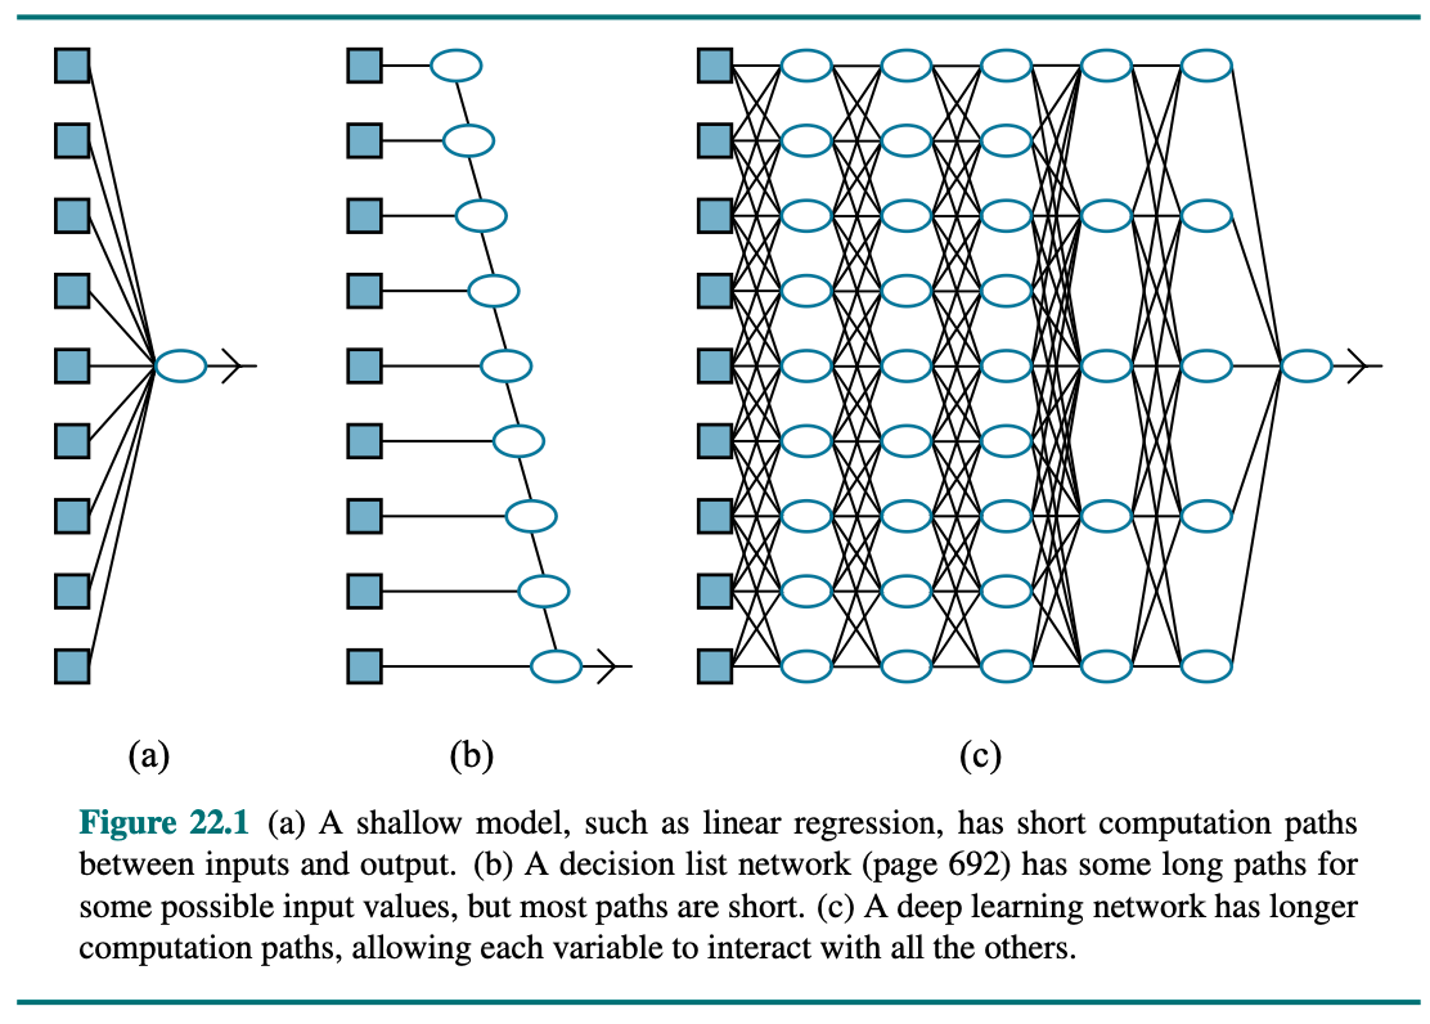 (a)
(b)
(c)
Figure 22.1 (a) A shallow model, such as linear regression, has short computation paths
between inputs and output. (b) A decision list network (page 692) has some long paths for
some possible input values, but most paths are short. (c) A deep learning network has longer
computation paths, allowing each variable to interact with all the others.